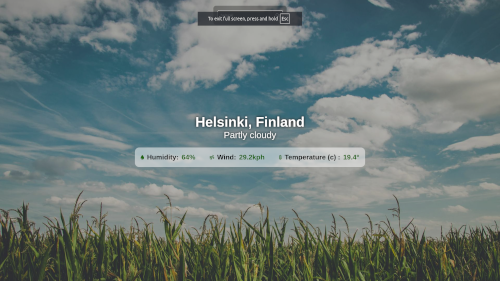 To exit full screen, press and hold Esc
Helsinki, Finland
Partly cloudy
Humidity: 64% Wind: 29.2kph Temperature (c) : 19.4°